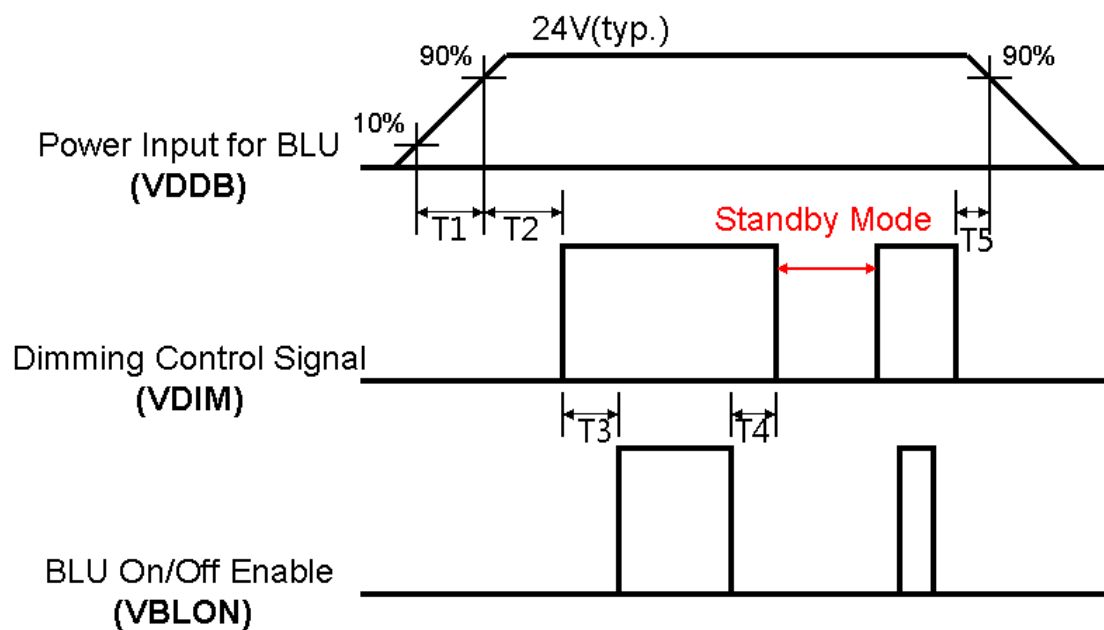 24V(typ.)
90%
90%
10%
Power Input for BLU
(VDDB)
T1
T2
Standby Mode
T5
Dimming Control Signal
(VDIM)
T3
T4
BLU On/Off Enable
(VBLON)